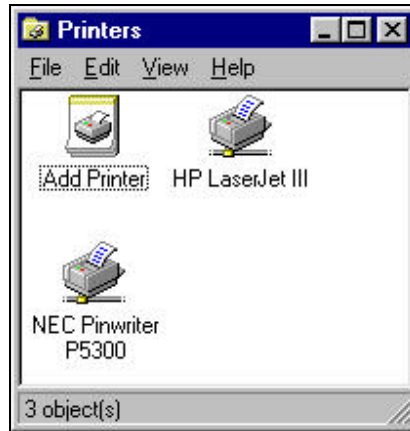 Printers
File Edit View Help
Add Printer HP LaserJet III
NEC Pinwriter
P5300
3 object(s)